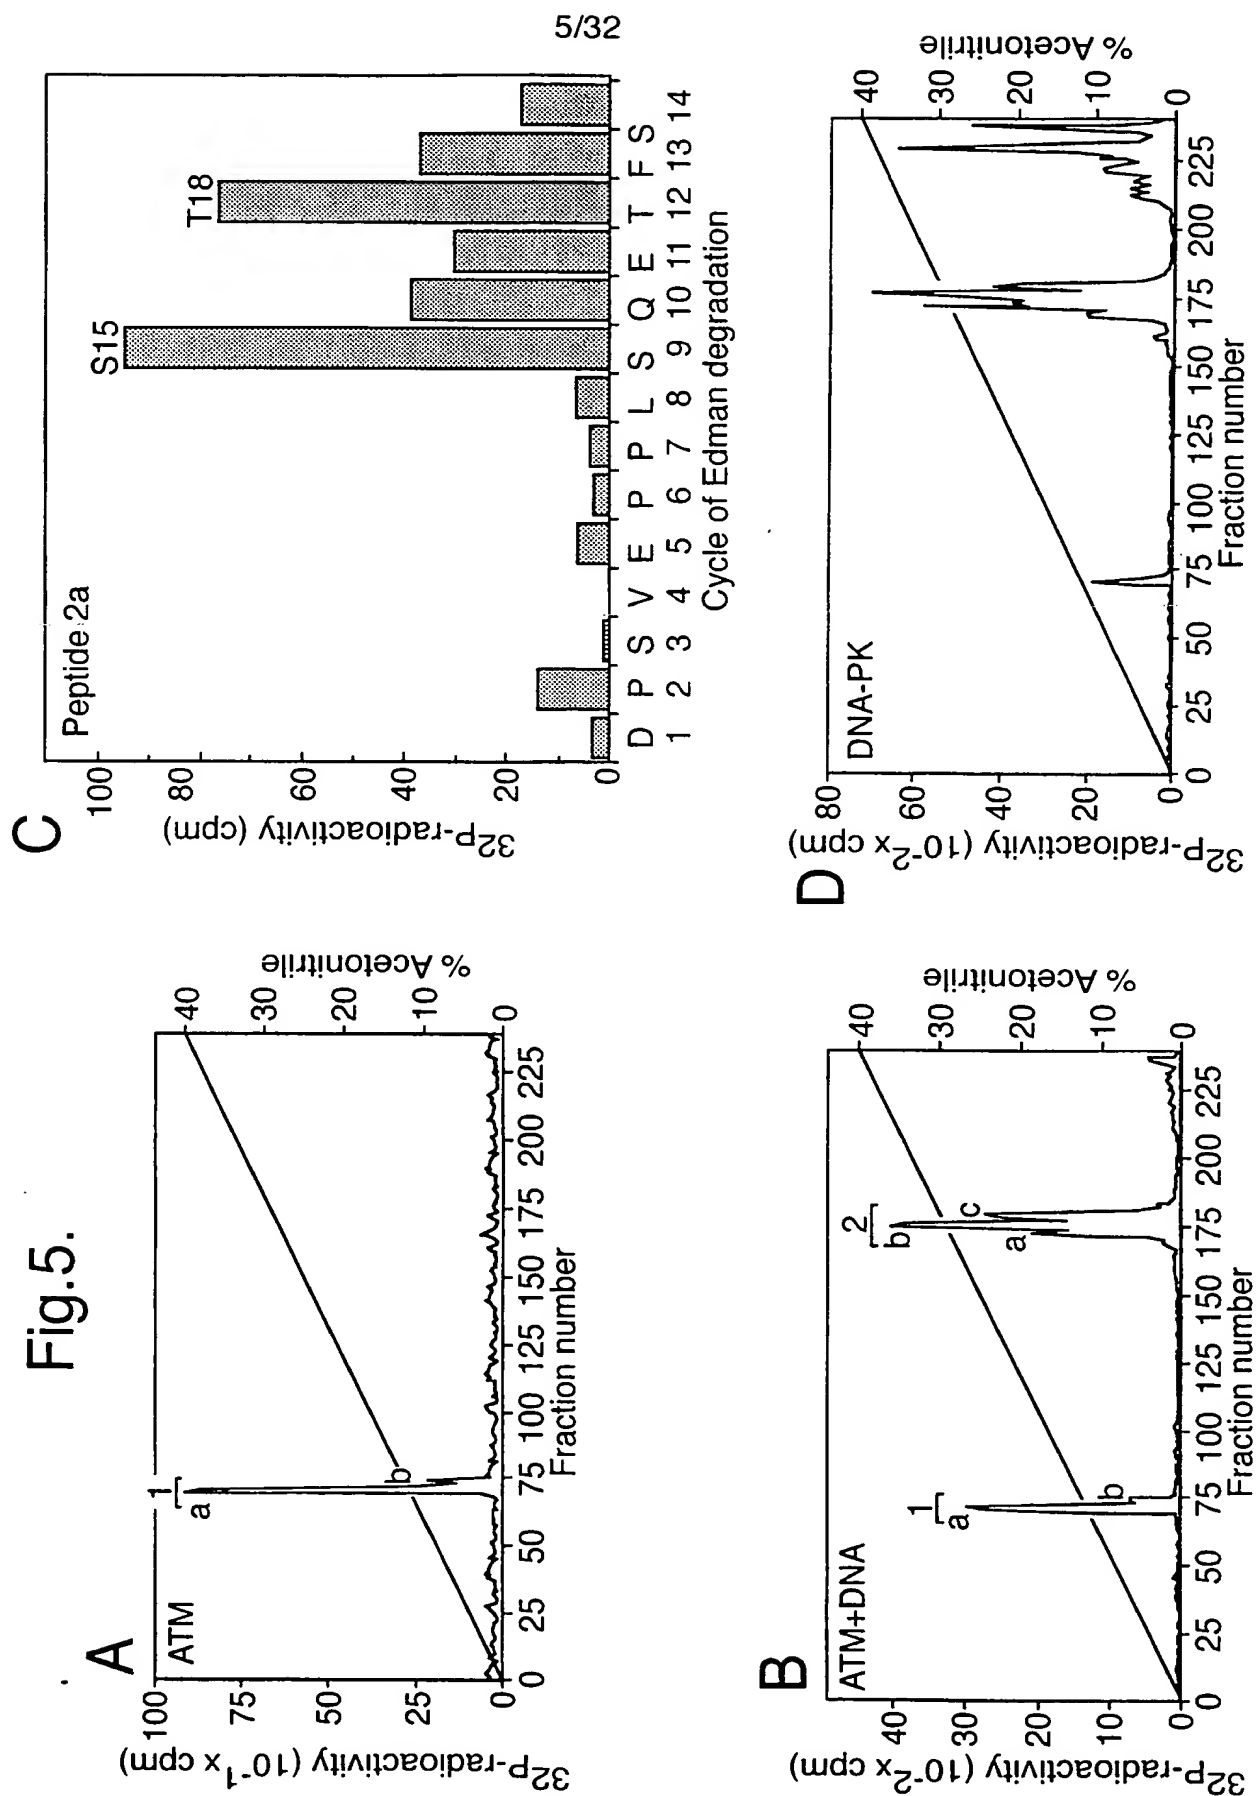 5/32
Fig.5.
A
ATM
32P-radioactivity (10-1x cpm)
100
75
50
25
0
% Acetonitrile
40
30
20
10
0
1
a
b
0 25 50 75 100 125 150 175 200 225
Fraction number
B
ATM+DNA
32P-radioactivity (10-2x cpm)
40
30
20
10
0
% Acetonitrile
40
30
20
10
0
1
a
b
2
a
b
c
0 25 50 75 100 125 150 175 200 225
Fraction number
C
Peptide 2a
32P-radioactivity (cpm)
100
80
60
40
20
0
S15
T18
D P S V E P P L S Q E T F S
1 2 3 4 5 6 7 8 9 10 11 12 13 14
Cycle of Edman degradation
D
DNA-PK
32P-radioactivity (10-2x cpm)
80
60
40
20
0
% Acetonitrile
40
30
20
10
0
0 25 50 75 100 125 150 175 200 225
Fraction number